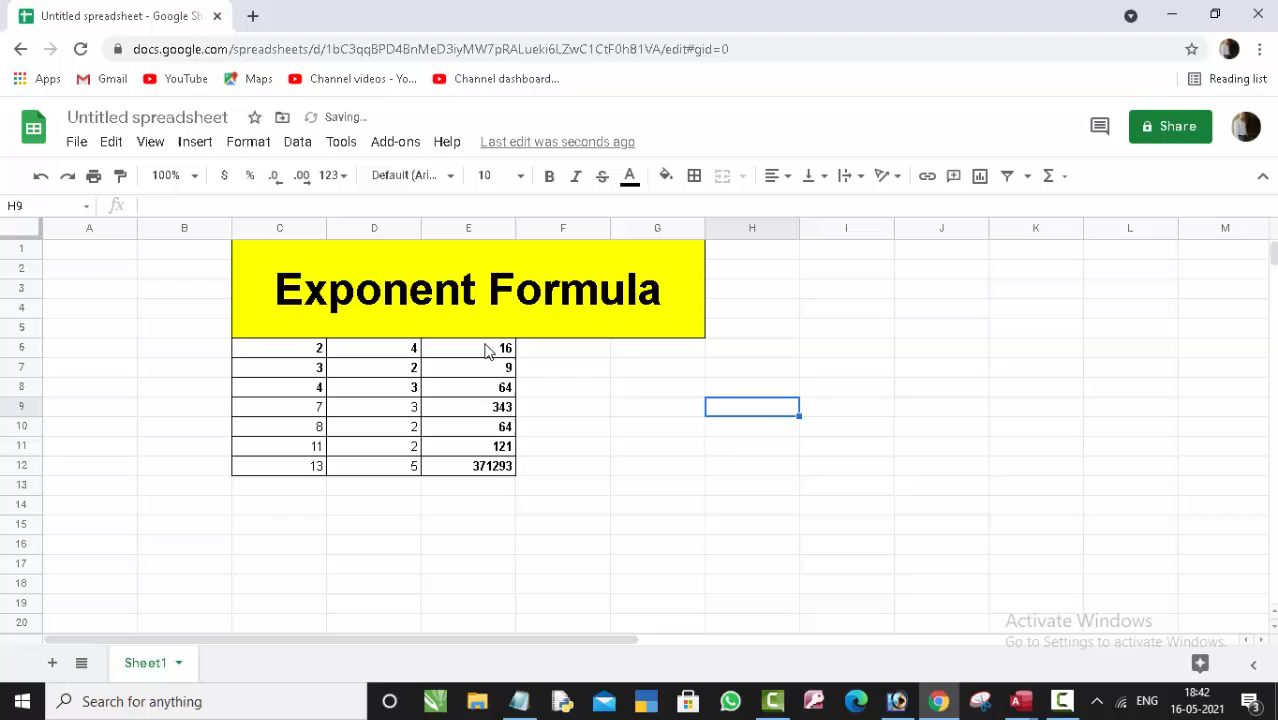 Untitled spreadsheet - Google Sh
docs.google.com/spreadsheets/d/1bC3qqBPD4BnMeD3iyMW7pRALueki6LZwC1CtF0h81VA/edit#gid=0
Apps Gmail YouTube Maps Channel videos - Yo... Channel dashboard... Reading list
Untitled spreadsheet Saving...
File Edit View Insert Format Data Tools Add-ons Help Last edit was seconds ago Share
100% $ % .0 .00 123 Default (Ari... 10 B I S A Σ
H9 fx
A B C D E F G H I J K L M
1
2
3 Exponent Formula
4
5
6 2 4 16
7 3 2 9
8 4 3 64
9 7 3 343
10 8 2 64
11 11 2 121
12 13 5 371293
13
14
15
16
17
18
19
20
Activate Windows
Go to Settings to activate Windows.
Sheet1
Search for anything ENG 18:42
16-05-2021 3